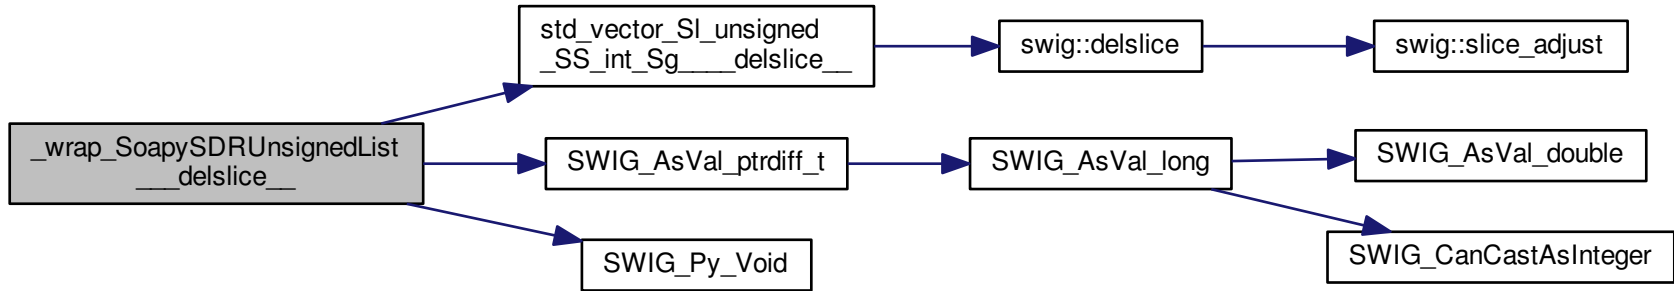 _wrap_SoapySDRUnsignedList
___delslice__
std_vector_Sl_unsigned
_SS_int_Sg____delslice__
swig::delslice
swig::slice_adjust
SWIG_AsVal_ptrdiff_t
SWIG_AsVal_long
SWIG_AsVal_double
SWIG_CanCastAsInteger
SWIG_Py_Void